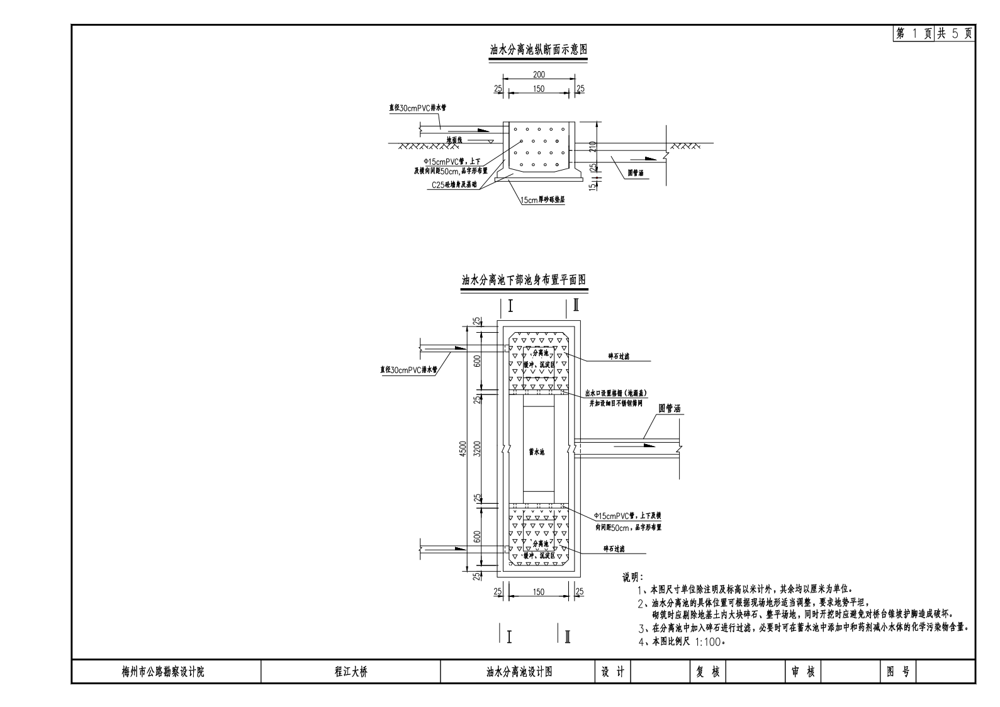 第 1 页 共 5 页
油水分离池纵断面示意图
200
25 150 25
直径30cmPVC排水管
地面线
210
Φ15cmPVC管，上下
及横向间距50cm,品字形布置
25
圆管涵
C25砼墙身及基础
15
15cm厚砂砾垫层
油水分离池下部池身布置平面图
I II
25
分离池
碎石过滤
600
缓冲、沉淀区
直径30cmPVC排水管
出水口设置格栅（地漏盖）
25
并加设细目不锈钢筛网
圆管涵
4500
3200
蓄水池
25
Φ15cmPVC管，上下及横
向间距50cm，品字形布置
600
分离池
碎石过滤
缓冲、沉淀区
25
25 150 25
I II
说明：
1、本图尺寸单位除注明及标高以米计外，其余均以厘米为单位。
2、油水分离池的具体位置可根据现场地形适当调整，要求地势平坦，
砌筑时应剔除地基土内大块碎石、整平场地，同时开挖时应避免对桥台锥坡护脚造成破坏。
3、在分离池中加入碎石进行过滤，必要时可在蓄水池中添加中和药剂减小水体的化学污染物含量。
4、本图比例尺 1:100。
梅州市公路勘察设计院 程江大桥 油水分离池设计图 设 计 复 核 审 核 图 号